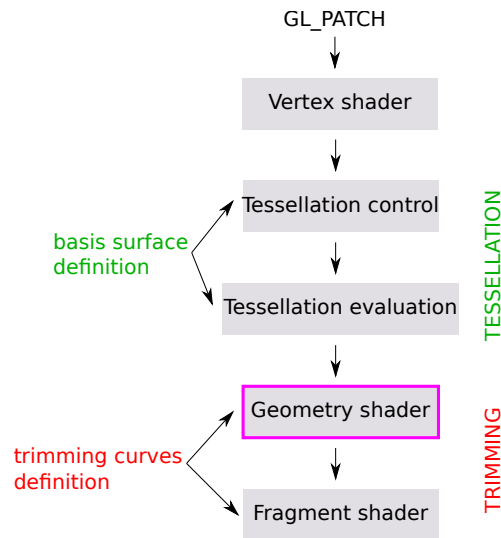 GL_PATCH
Vertex shader
Tessellation control
basis surface
definition
TESSELLATION
Tessellation evaluation
Geometry shader
trimming curves
definition
TRIMMING
Fragment shader